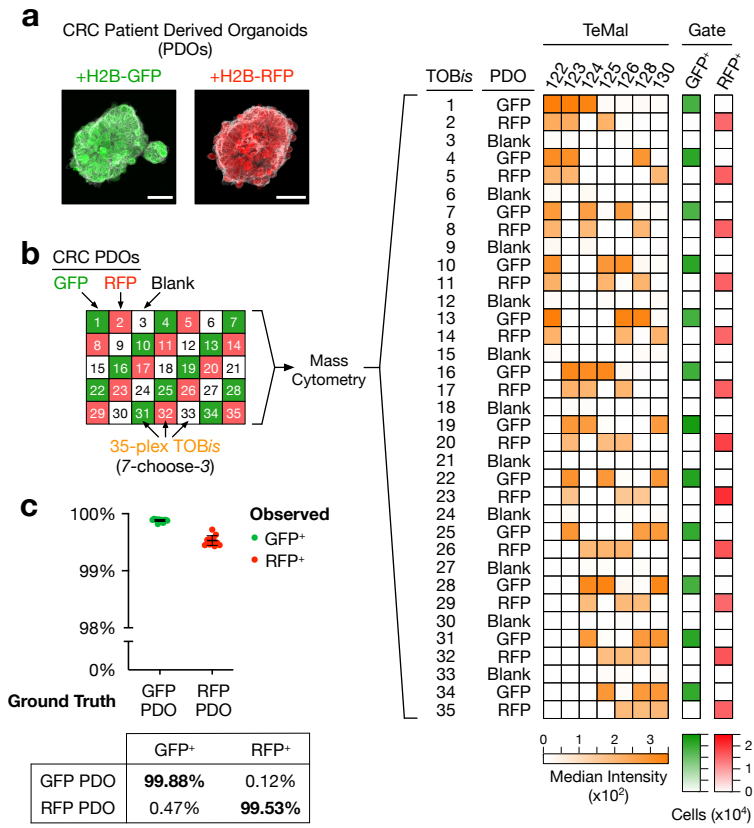 a
CRC Patient Derived Organoids
(PDOs)
+H2B-GFP +H2B-RFP
b
CRC PDOs
GFP RFP Blank
1 2 3 4 5 6 7
8 9 10 11 12 13 14
15 16 17 18 19 20 21
22 23 24 25 26 27 28
29 30 31 32 33 34 35
35-plex TOBis
(7-choose-3)
Mass
Cytometry
c
100%
99%
98%
0%
Observed
GFP+
RFP+
Ground Truth
GFP
PDO
RFP
PDO
GFP+ RFP+
GFP PDO 99.88% 0.12%
RFP PDO 0.47% 99.53%
TeMal Gate
TOBis PDO 122 123 124 125 126 128 130 GFP+ RFP+
1 GFP
2 RFP
3 Blank
4 GFP
5 RFP
6 Blank
7 GFP
8 RFP
9 Blank
10 GFP
11 RFP
12 Blank
13 GFP
14 RFP
15 Blank
16 GFP
17 RFP
18 Blank
19 GFP
20 RFP
21 Blank
22 GFP
23 RFP
24 Blank
25 GFP
26 RFP
27 Blank
28 GFP
29 RFP
30 Blank
31 GFP
32 RFP
33 Blank
34 GFP
35 RFP
0 1 2 3
Median Intensity
(x10²)
2
1
0
Cells (x10⁴)